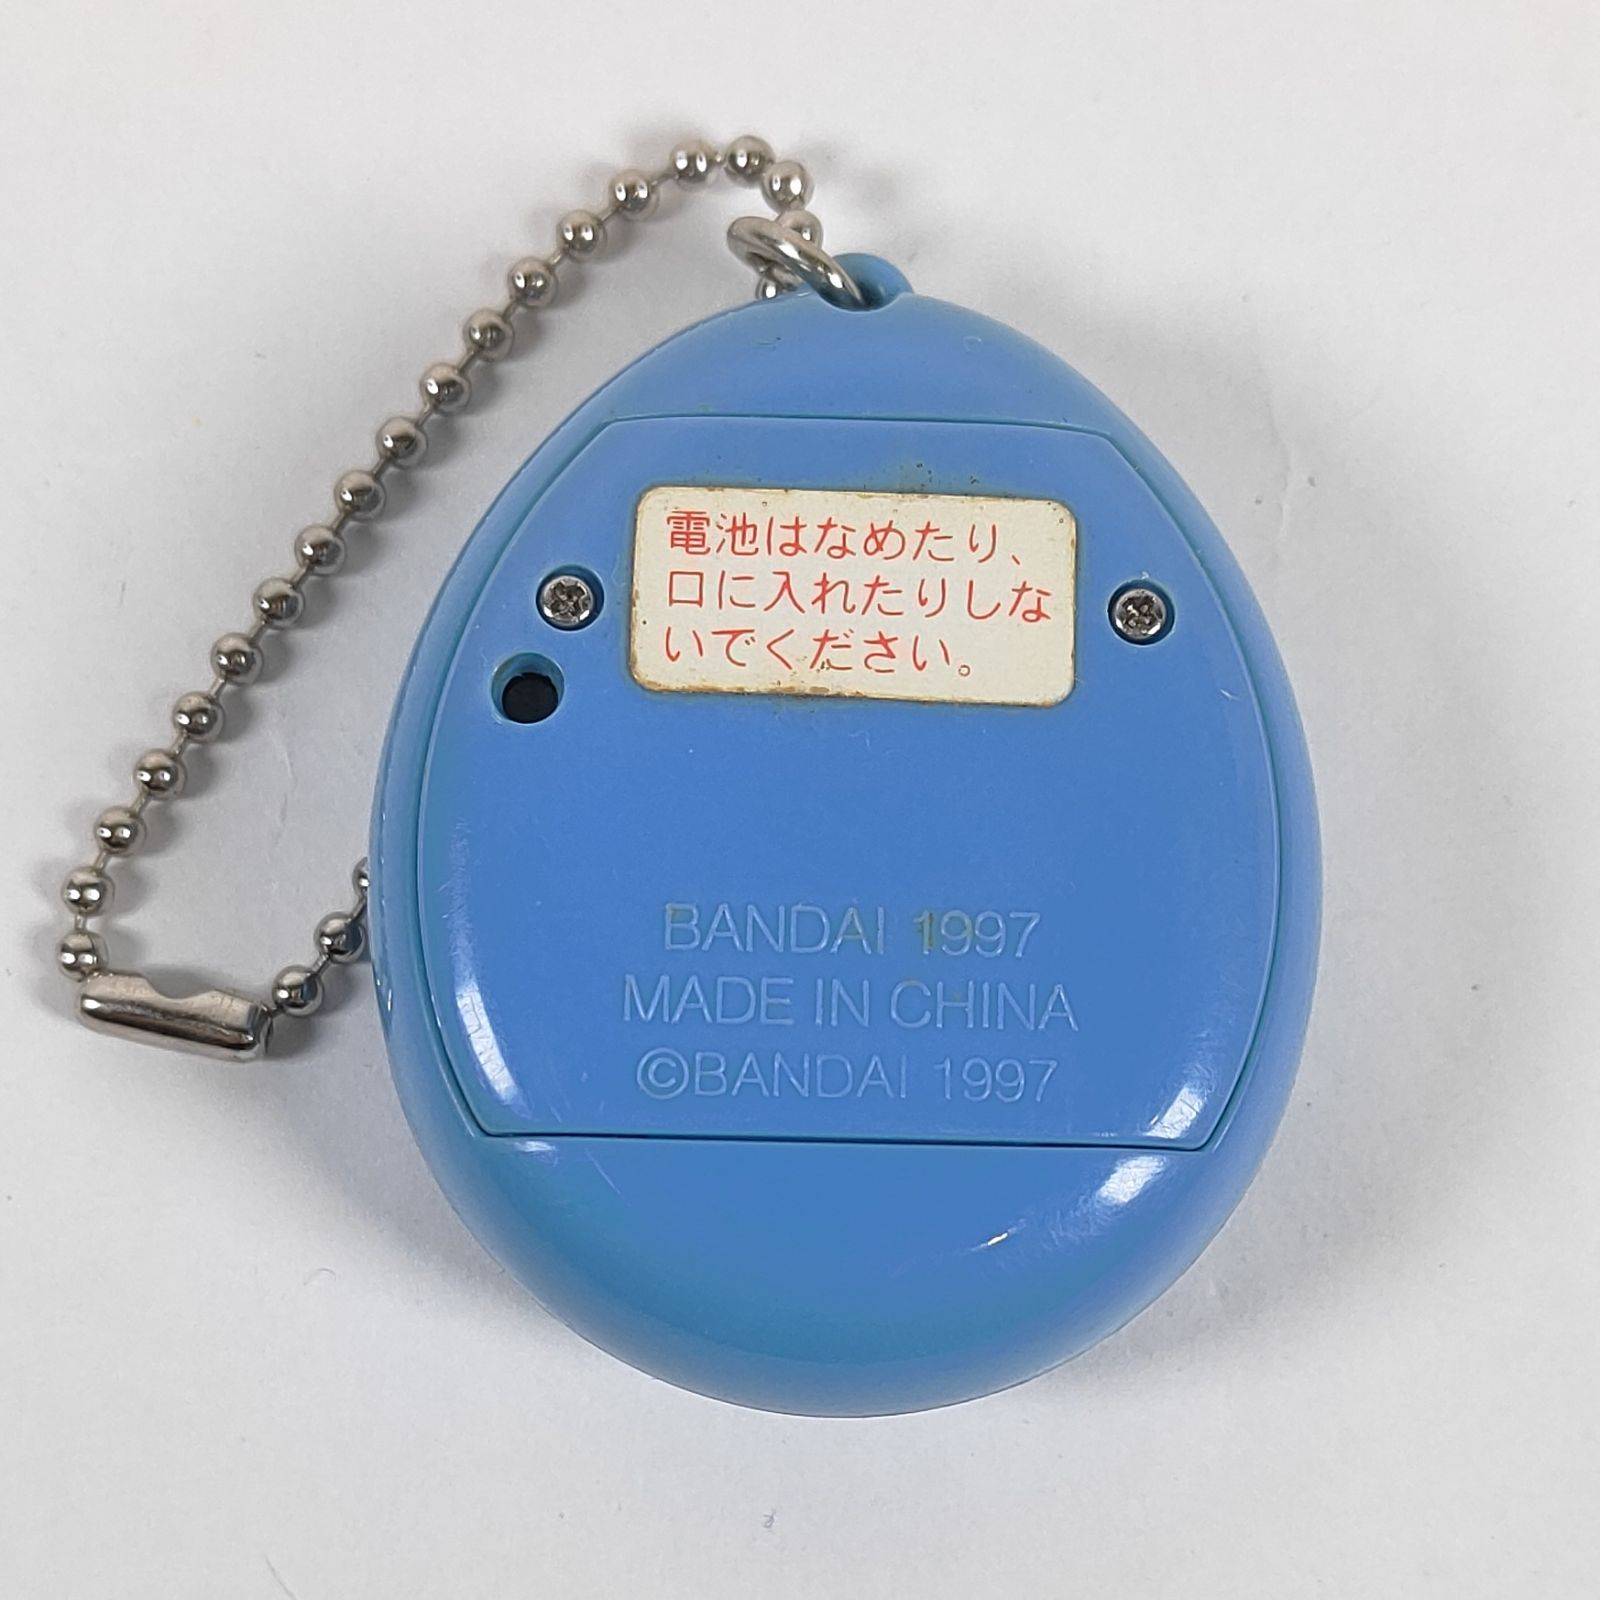 電池はなめたり、
口に入れたりしな
いでください。
BANDAI 1997
MADE IN CHINA
©BANDAI 1997